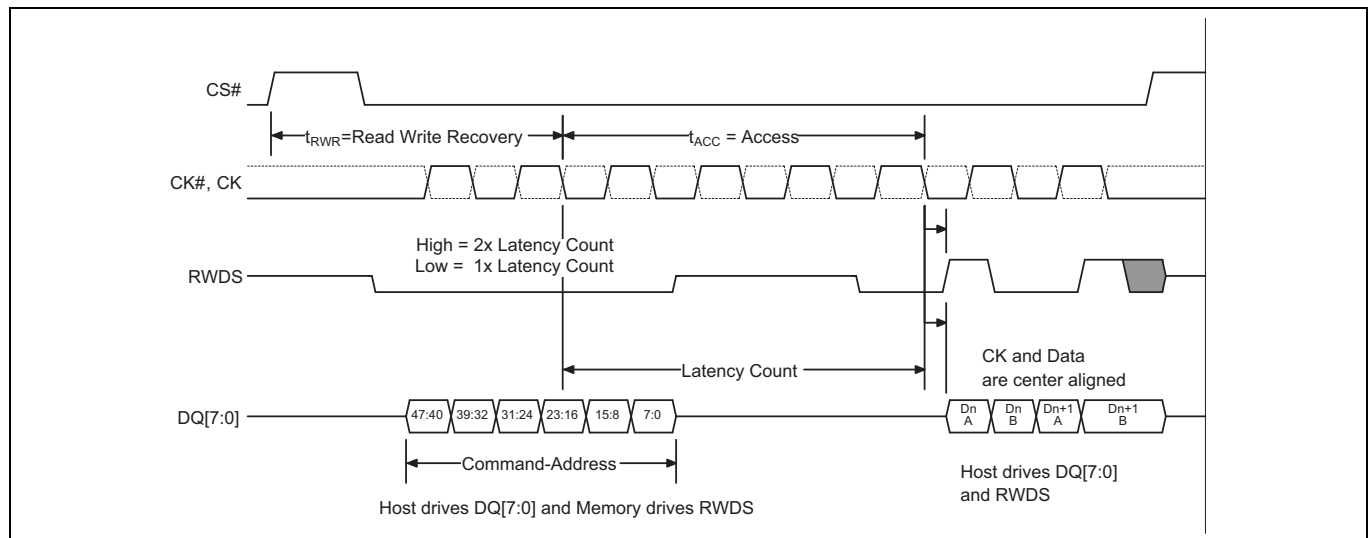 CS#
tRWR=Read Write Recovery
tACC = Access
CK#, CK
High = 2x Latency Count
Low = 1x Latency Count
RWDS
CK and Data
are center aligned
Latency Count
DQ[7:0]
47:40 39:32 31:24 23:16 15:8 7:0
Dn A
Dn B
Dn+1 A
Dn+1 B
Command-Address
Host drives DQ[7:0]
and RWDS
Host drives DQ[7:0] and Memory drives RWDS